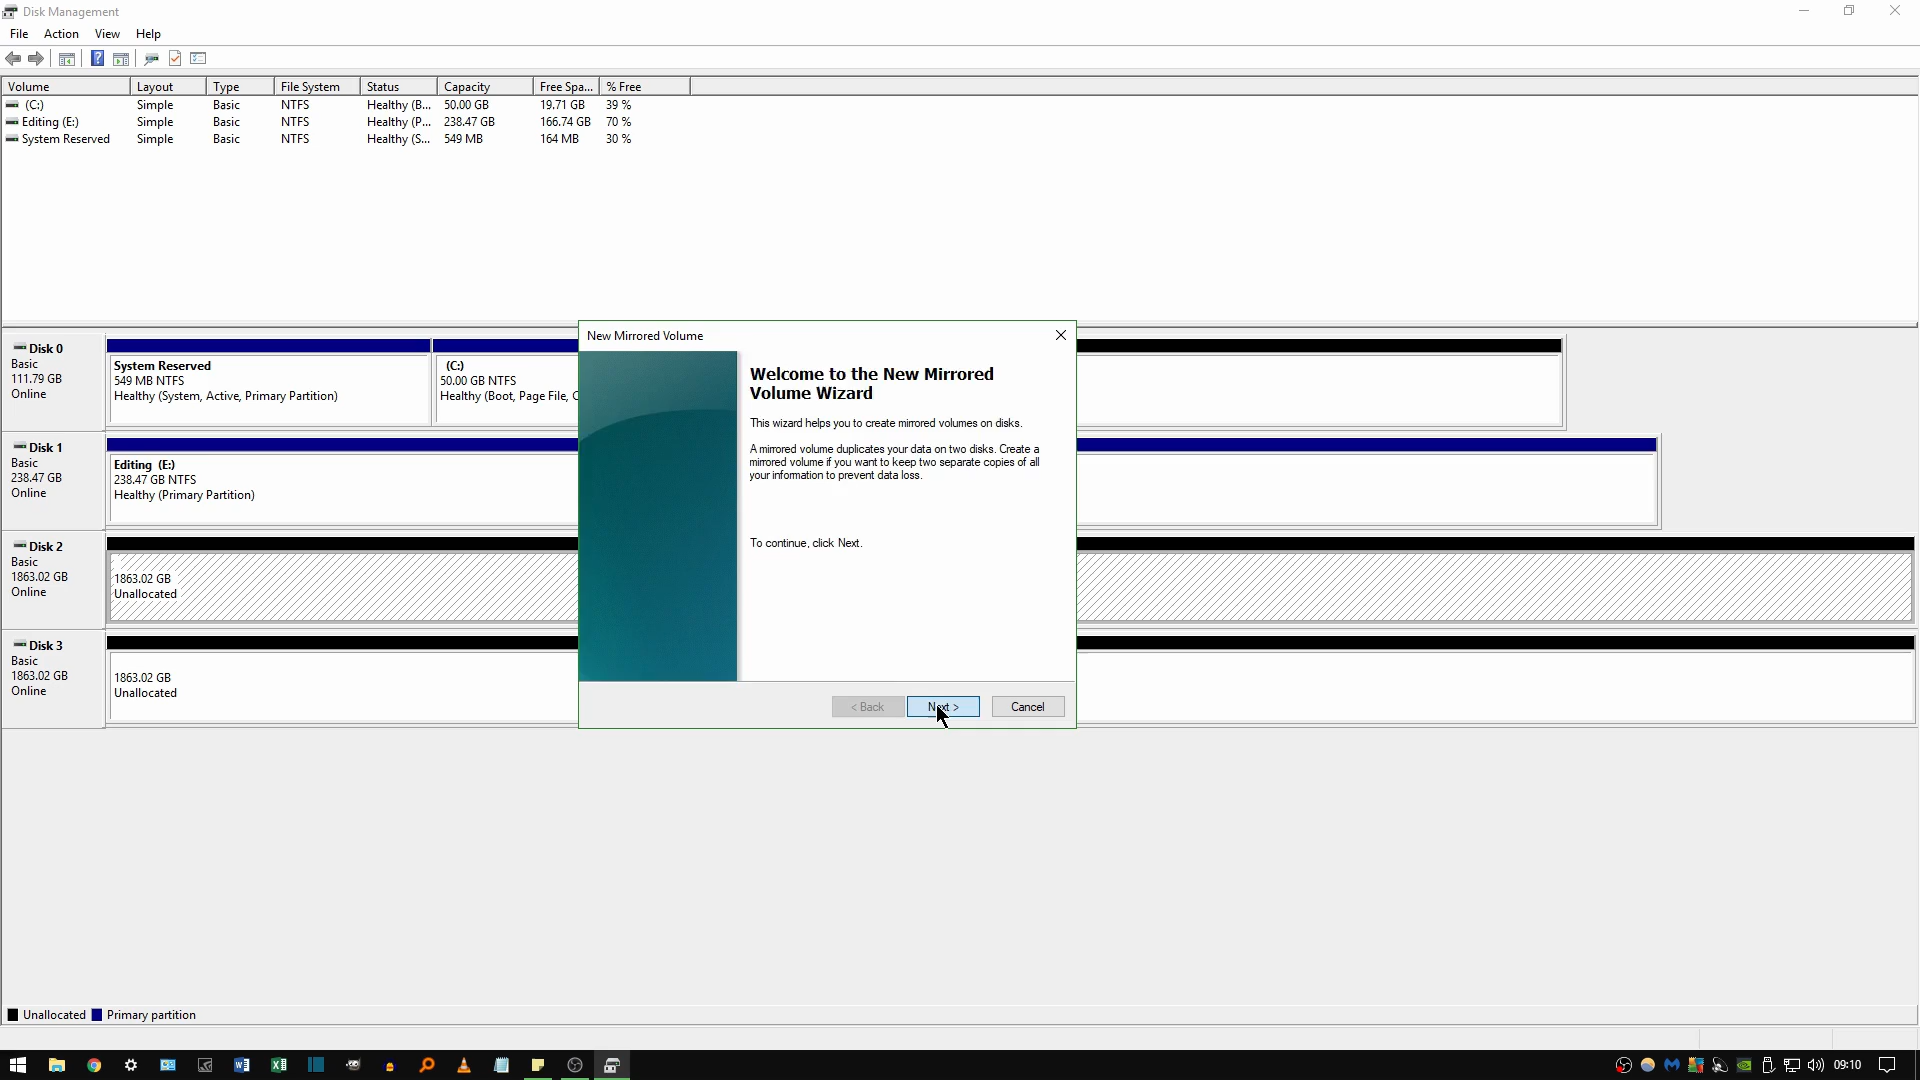 Disk Management
File Action View Help
Volume Layout Type File System Status Capacity Free Spa... % Free
(C:) Simple Basic NTFS Healthy (B... 50.00 GB 19.71 GB 39 %
Editing (E:) Simple Basic NTFS Healthy (P... 238.47 GB 166.74 GB 70 %
System Reserved Simple Basic NTFS Healthy (S... 549 MB 164 MB 30 %
Disk 0
Basic
111.79 GB
Online
System Reserved
549 MB NTFS
Healthy (System, Active, Primary Partition)
(C:)
50.00 GB NTFS
Healthy (Boot, Page File, C
Disk 1
Basic
238.47 GB
Online
Editing (E:)
238.47 GB NTFS
Healthy (Primary Partition)
Disk 2
Basic
1863.02 GB
Online
1863.02 GB
Unallocated
Disk 3
Basic
1863.02 GB
Online
1863.02 GB
Unallocated
New Mirrored Volume
Welcome to the New Mirrored
Volume Wizard
This wizard helps you to create mirrored volumes on disks.
A mirrored volume duplicates your data on two disks. Create a
mirrored volume if you want to keep two separate copies of all
your information to prevent data loss.
To continue, click Next.
< Back Next > Cancel
Unallocated Primary partition
09:10